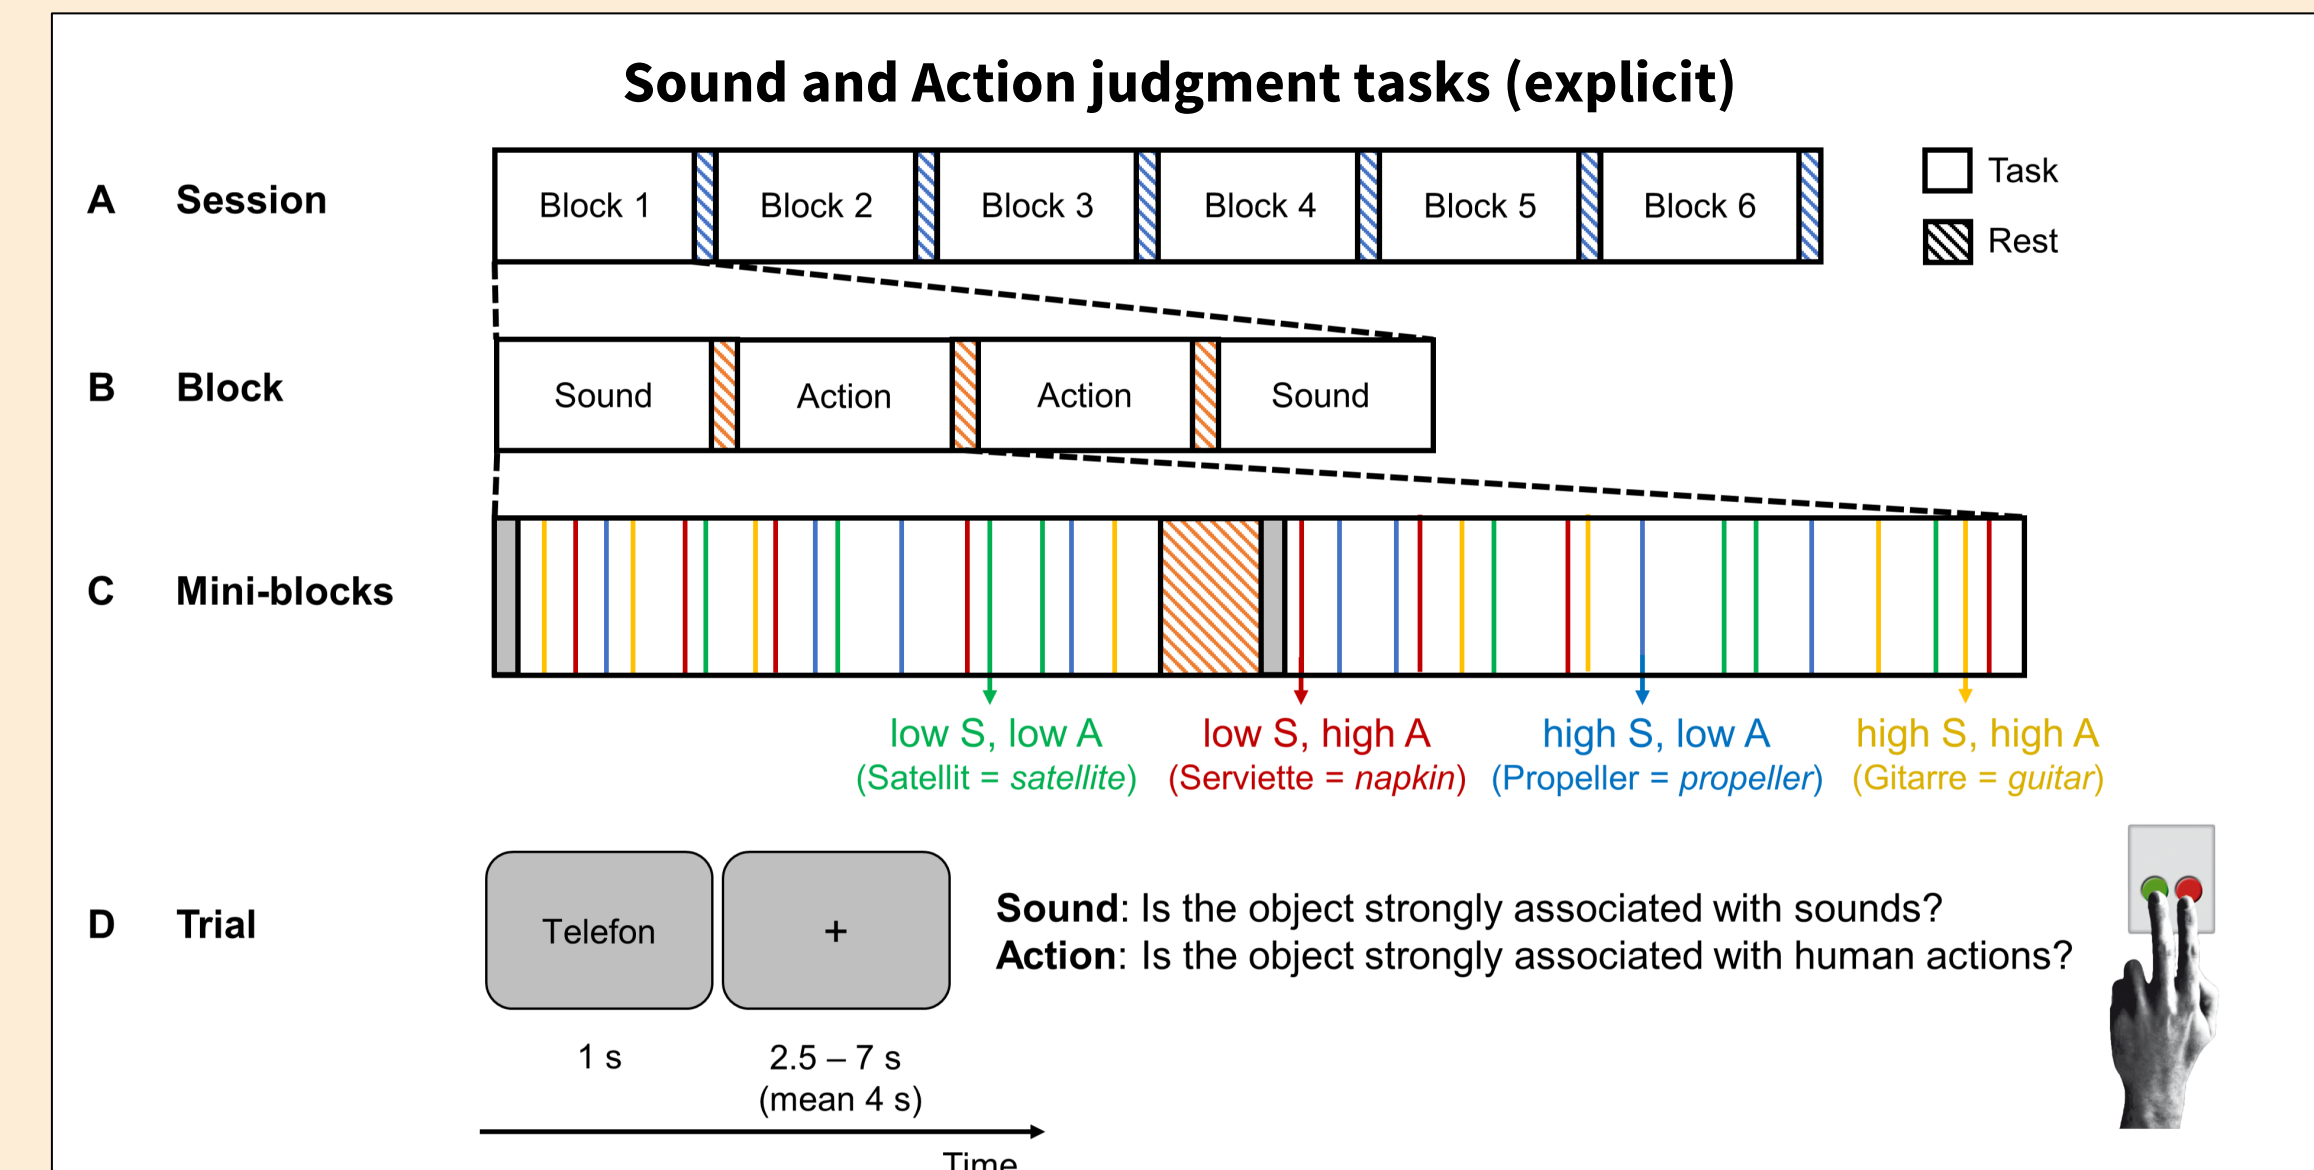 Sound and Action judgment tasks (explicit)
A Session
Block 1 Block 2 Block 3 Block 4 Block 5 Block 6
Task
Rest
B Block
Sound Action Action Sound
C Mini-blocks
low S, low A
(Satellit = satellite)
low S, high A
(Serviette = napkin)
high S, low A
(Propeller = propeller)
high S, high A
(Gitarre = guitar)
D Trial
Telefon
+
Sound: Is the object strongly associated with sounds?
Action: Is the object strongly associated with human actions?
1 s
2.5 – 7 s
(mean 4 s)
Time